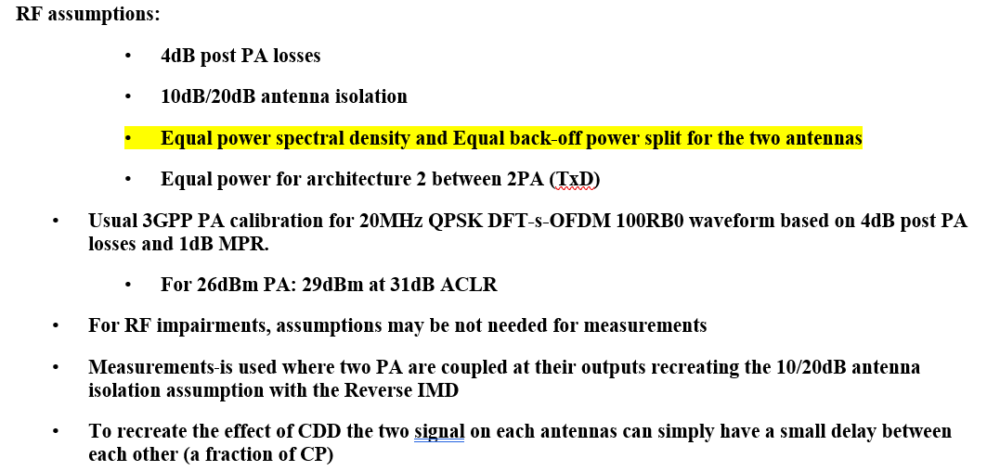 RF assumptions:
• 4dB post PA losses
• 10dB/20dB antenna isolation
• Equal power spectral density and Equal back-off power split for the two antennas
• Equal power for architecture 2 between 2PA (TxD)
• Usual 3GPP PA calibration for 20MHz QPSK DFT-s-OFDM 100RB0 waveform based on 4dB post PA
losses and 1dB MPR.
• For 26dBm PA: 29dBm at 31dB ACLR
• For RF impairments, assumptions may be not needed for measurements
• Measurements-is used where two PA are coupled at their outputs recreating the 10/20dB antenna
isolation assumption with the Reverse IMD
• To recreate the effect of CDD the two signal on each antennas can simply have a small delay between
each other (a fraction of CP)